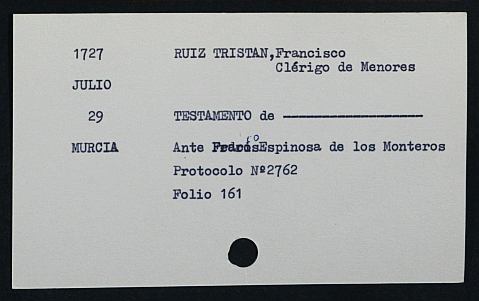 1727 RUIZ TRISTAN,Francisco
Clérigo de Menores
JULIO
29 TESTAMENTO de
MURCIA Ante Espinosa de los Monteros
Protocolo Nº2762
Folio 161